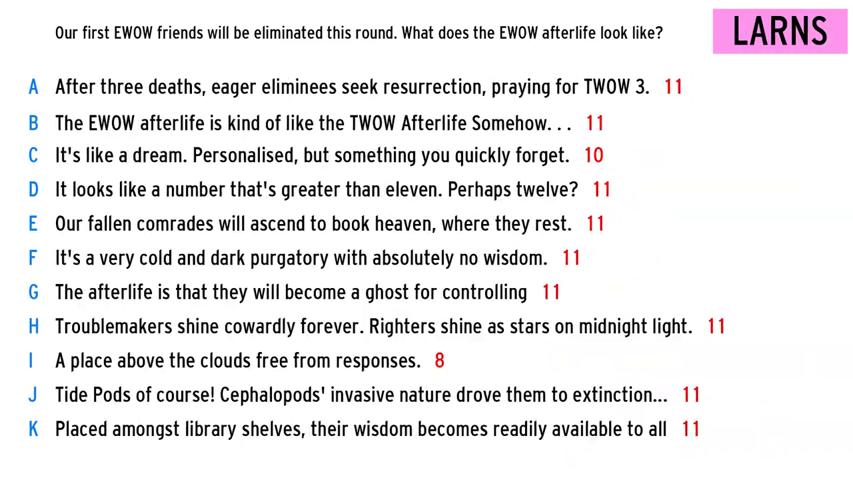 Our first EWOW friends will be eliminated this round. What does the EWOW afterlife look like?
LARNS
A After three deaths, eager eliminees seek resurrection, praying for TWOW 3. 11
B The EWOW afterlife is kind of like the TWOW Afterlife Somehow. . . 11
C It's like a dream. Personalised, but something you quickly forget. 10
D It looks like a number that's greater than eleven. Perhaps twelve? 11
E Our fallen comrades will ascend to book heaven, where they rest. 11
F It's a very cold and dark purgatory with absolutely no wisdom. 11
G The afterlife is that they will become a ghost for controlling 11
H Troublemakers shine cowardly forever. Righters shine as stars on midnight light. 11
I A place above the clouds free from responses. 8
J Tide Pods of course! Cephalopods' invasive nature drove them to extinction... 11
K Placed amongst library shelves, their wisdom becomes readily available to all 11